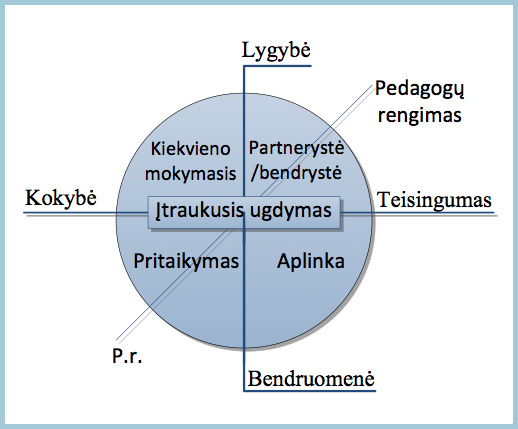 Lygybė
Pedagogų
rengimas
Kiekvieno
mokymasis
Partnerystė
/bendrystė
Kokybė
Įtraukusis ugdymas
Teisingumas
Pritaikymas
Aplinka
P.r.
Bendruomenė